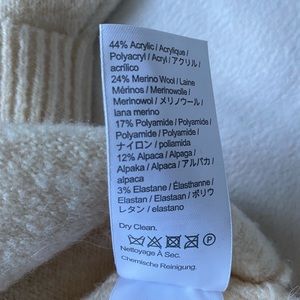 44% Acrylic / Acrylique /
Polyacryl / Acryl / アクリル /
acrílico
24% Merino Wool / Laine
Mérinos / Merinowolle /
Merinowol / メリノウール /
lana merino
17% Polyamide / Polyamide /
Polyamide / Polyamide /
ナイロン / poliamida
12% Alpaca / Alpaga /
Alpaka / Alpaca / アルパカ /
alpaca
3% Elastane / Élasthanne /
Elastan / Elastaan / ポリウ
レタン / elastano
Dry Clean.
P
Nettoyage À Sec.
Chemische Reinigung.